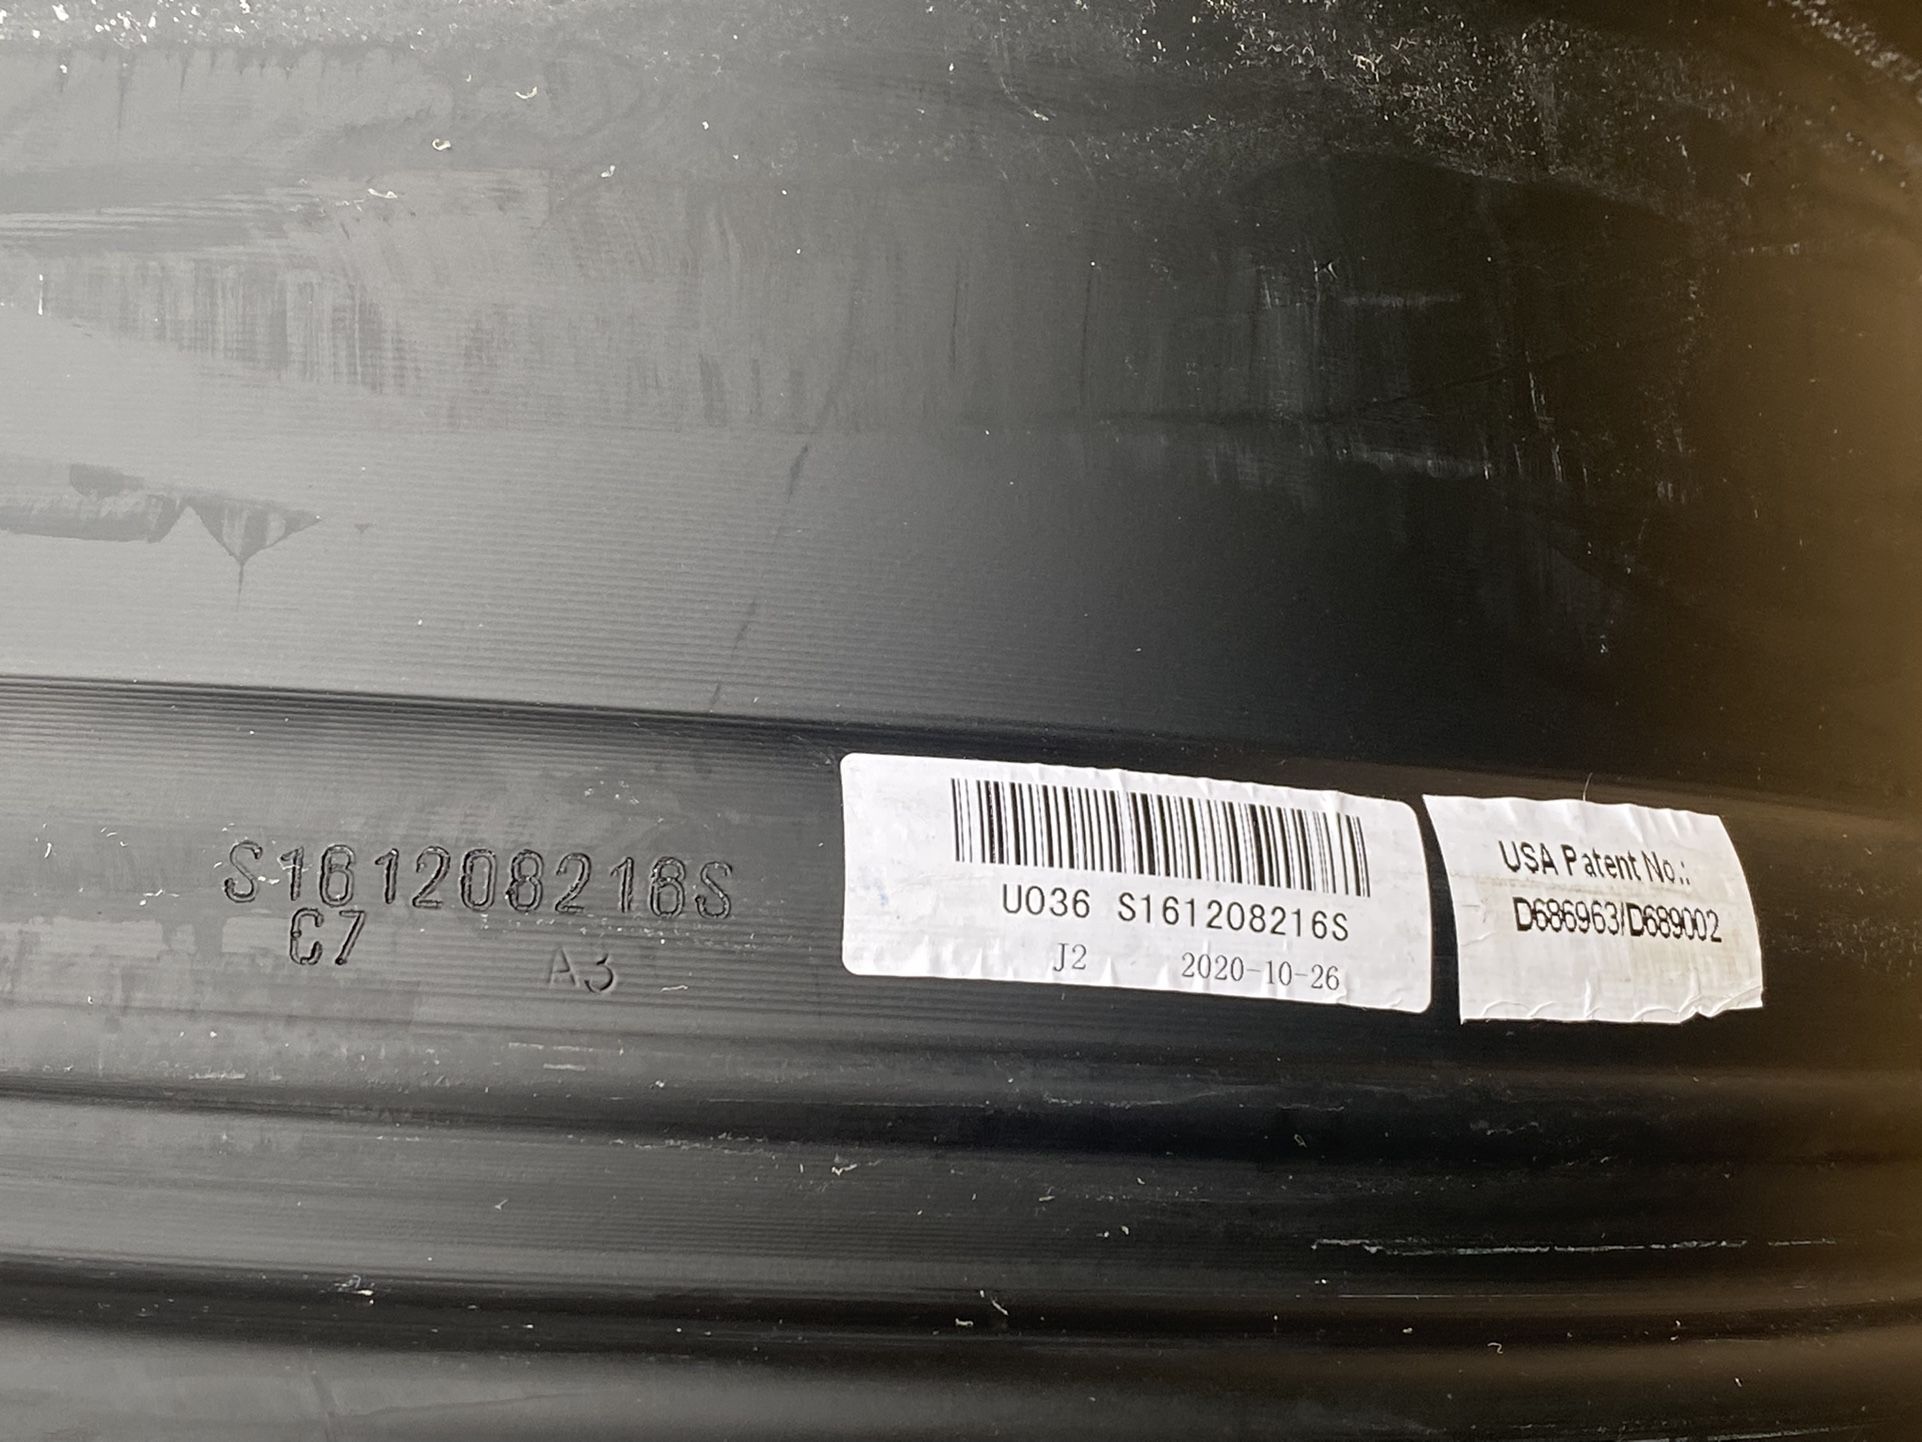 S161208216S
C7
A3
U036 S161208216S
J2 2020-10-26
USA Patent No.:
D686963/D689002